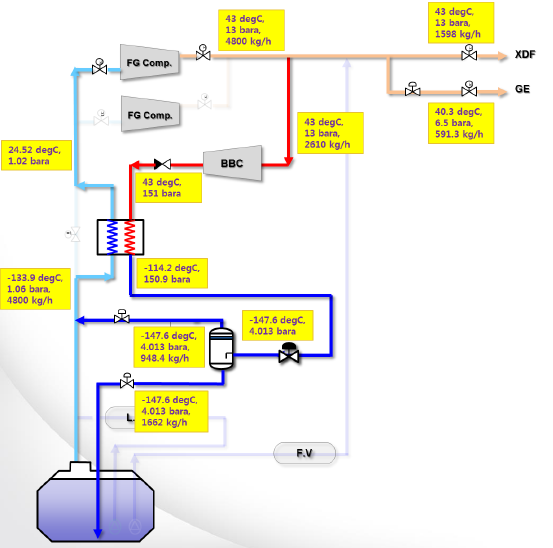 43 degC,
13 bara,
4800 kg/h
43 degC,
13 bara,
1598 kg/h
FG Comp.
XDF
GE
FG Comp.
43 degC,
13 bara,
2610 kg/h
40.3 degC,
6.5 bara,
591.3 kg/h
24.52 degC,
1.02 bara
BBC
43 degC,
151 bara
-133.9 degC,
1.06 bara,
4800 kg/h
-114.2 degC,
150.9 bara
-147.6 degC,
4.013 bara,
948.4 kg/h
-147.6 degC,
4.013 bara
-147.6 degC,
4.013 bara,
1662 kg/h
L.
F.V